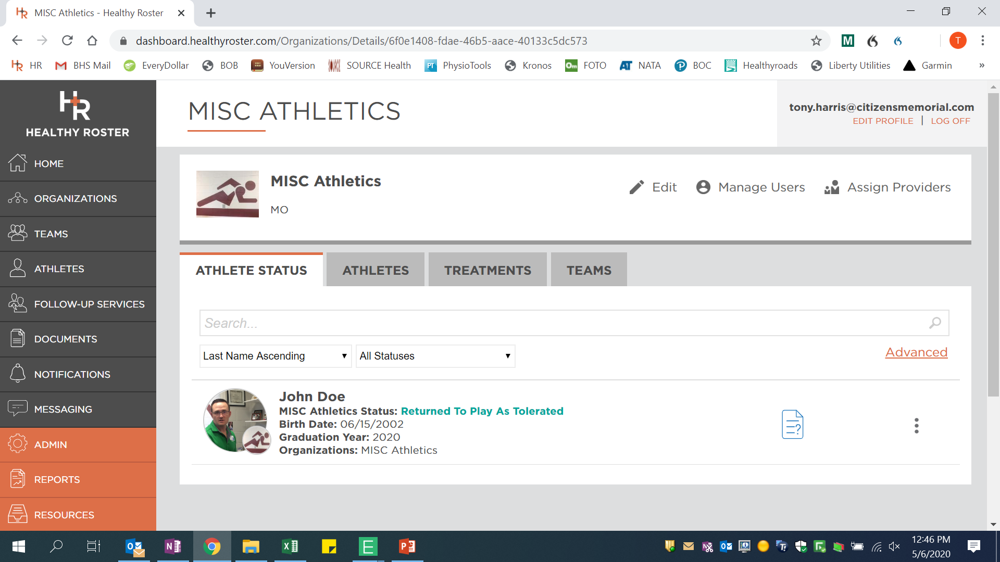 MISC Athletics - Healthy Roster
dashboard.healthyroster.com/Organizations/Details/6f0e1408-fdae-46b5-aace-40133c5dc573
M
T
HR
BHS Mail
EveryDollar
BOB
YouVersion
SOURCE Health
PT
PhysioTools
Kronos
Om
FOTO
NATA
BOC
Healthyroads
Liberty Utilities
Garmin
»
HR
HEALTHY ROSTER
MISC ATHLETICS
tony.harris@citizensmemorial.com
EDIT PROFILE | LOG OFF
HOME
ORGANIZATIONS
TEAMS
ATHLETES
FOLLOW-UP SERVICES
DOCUMENTS
NOTIFICATIONS
MESSAGING
ADMIN
REPORTS
RESOURCES
MISC Athletics
MO
Edit
Manage Users
Assign Providers
ATHLETE STATUS
ATHLETES
TREATMENTS
TEAMS
Search...
Last Name Ascending
All Statuses
Advanced
John Doe
MISC Athletics Status: Returned To Play As Tolerated
Birth Date: 06/15/2002
Graduation Year: 2020
Organizations: MISC Athletics
12:46 PM
5/6/2020